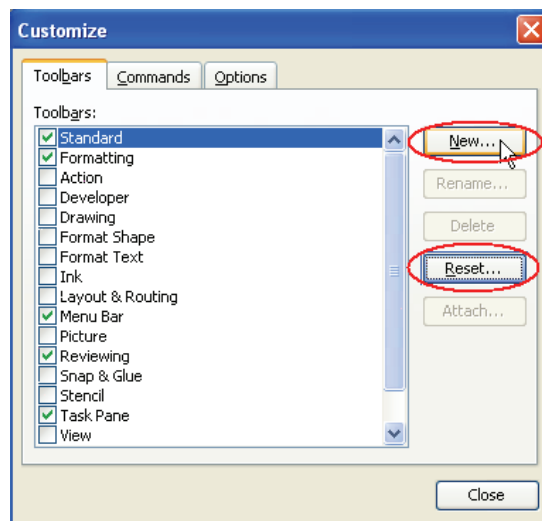 Customize
Toolbars Commands Options
Toolbars:
Standard
Formatting
Action
Developer
Drawing
Format Shape
Format Text
Ink
Layout & Routing
Menu Bar
Picture
Reviewing
Snap & Glue
Stencil
Task Pane
View
New...
Rename...
Delete
Reset...
Attach...
Close